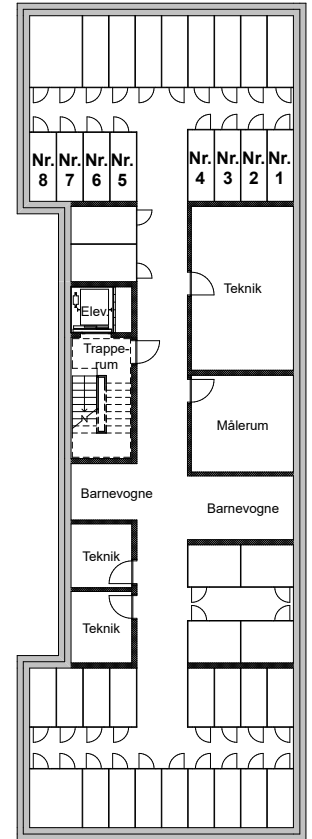 Nr. Nr. Nr. Nr.
8 7 6 5
Nr. Nr. Nr. Nr.
4 3 2 1
Teknik
Elev.
Trappe-
rum
Målerum
Barnevogne
Barnevogne
Teknik
Teknik